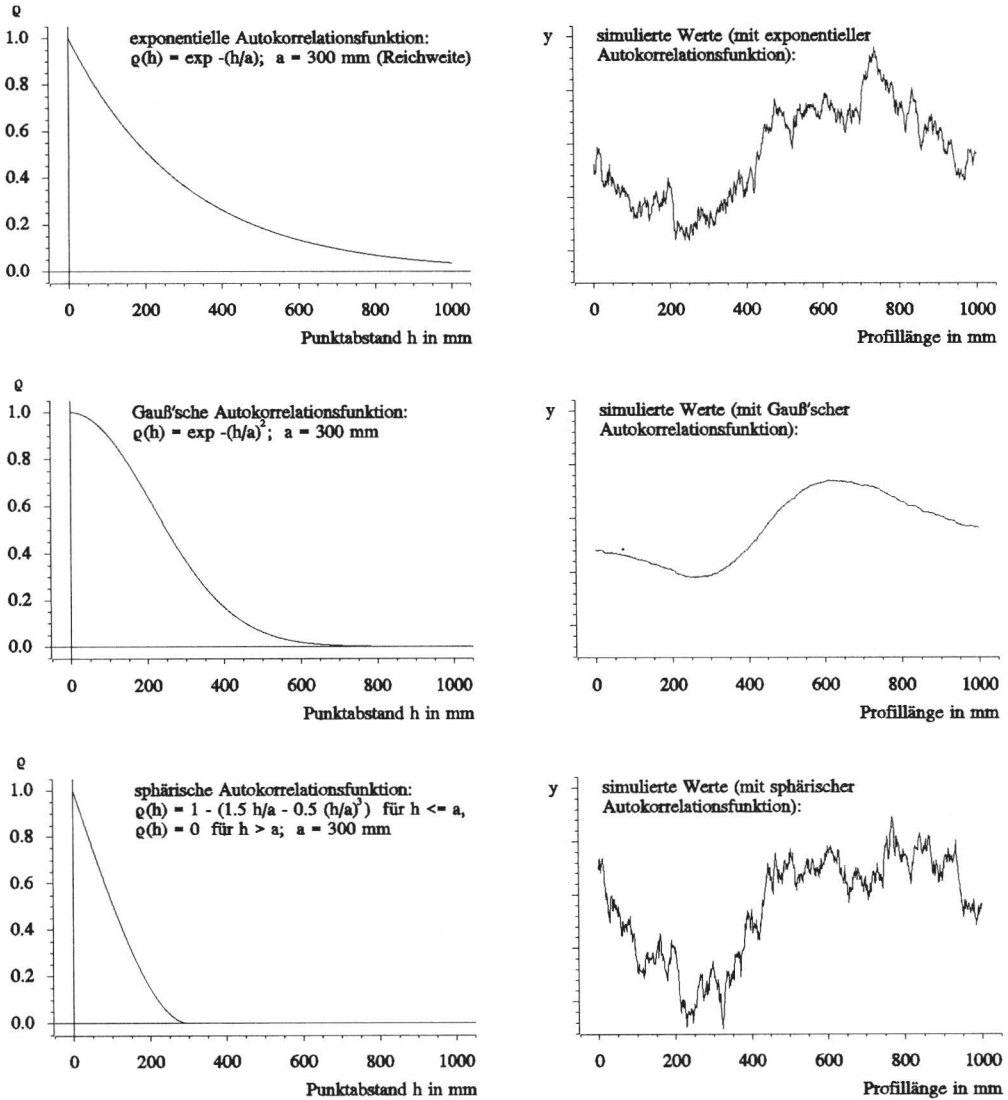 ϱ
exponentielle Autokorrelationsfunktion:
ϱ(h) = exp -(h/a);  a = 300 mm (Reichweite)
1.0
0.8
0.6
0.4
0.2
0.0
0 200 400 600 800 1000
Punktabstand h in mm
y
simulierte Werte (mit exponentieller
Autokorrelationsfunktion):
0 200 400 600 800 1000
Profillänge in mm
ϱ
Gauß'sche Autokorrelationsfunktion:
ϱ(h) = exp -(h/a)²;  a = 300 mm
1.0
0.8
0.6
0.4
0.2
0.0
0 200 400 600 800 1000
Punktabstand h in mm
y
simulierte Werte (mit Gauß'scher
Autokorrelationsfunktion):
0 200 400 600 800 1000
Profillänge in mm
ϱ
sphärische Autokorrelationsfunktion:
ϱ(h) = 1 - (1.5 h/a - 0.5 (h/a)³)  für h <= a,
ϱ(h) = 0  für h > a;  a = 300 mm
1.0
0.8
0.6
0.4
0.2
0.0
0 200 400 600 800 1000
Punktabstand h in mm
y
simulierte Werte (mit sphärischer
Autokorrelationsfunktion):
0 200 400 600 800 1000
Profillänge in mm